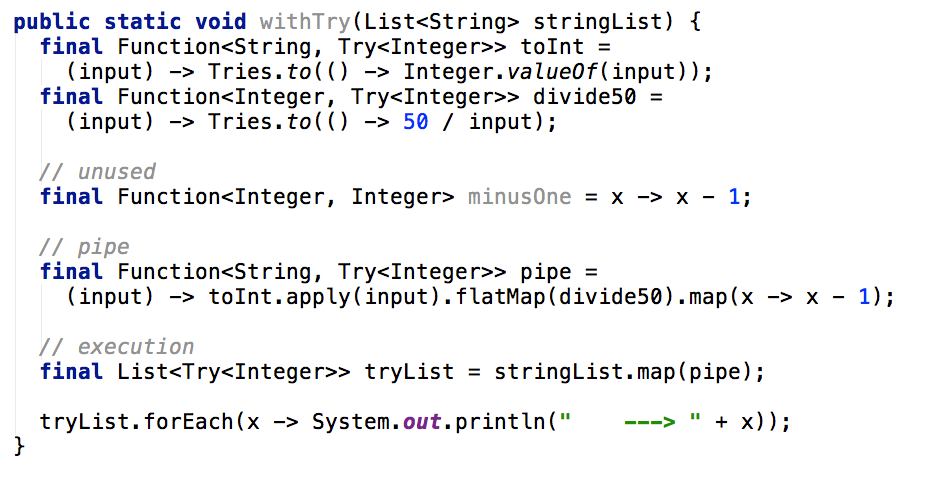 public static void withTry(List<String> stringList) {
  final Function<String, Try<Integer>> toInt =
    (input) -> Tries.to(() -> Integer.valueOf(input));
  final Function<Integer, Try<Integer>> divide50 =
    (input) -> Tries.to(() -> 50 / input);

  // unused
  final Function<Integer, Integer> minusOne = x -> x - 1;

  // pipe
  final Function<String, Try<Integer>> pipe =
    (input) -> toInt.apply(input).flatMap(divide50).map(x -> x - 1);

  // execution
  final List<Try<Integer>> tryList = stringList.map(pipe);

  tryList.forEach(x -> System.out.println("    ---> " + x));
}